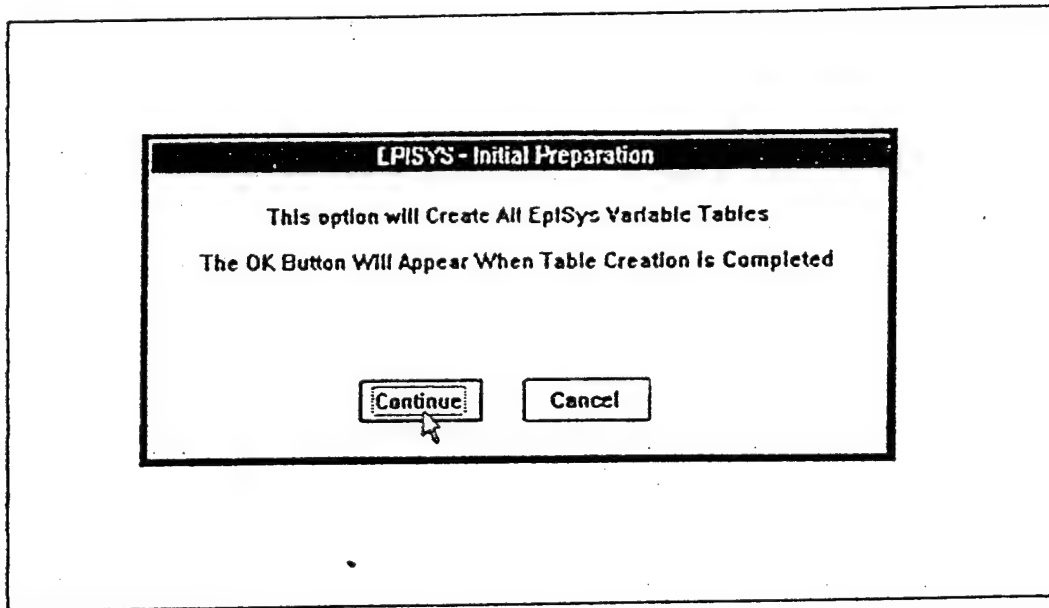 EPISYS - Initial Preparation
This option will Create All EpiSys Variable Tables
The OK Button Will Appear When Table Creation is Completed
Continue
Cancel